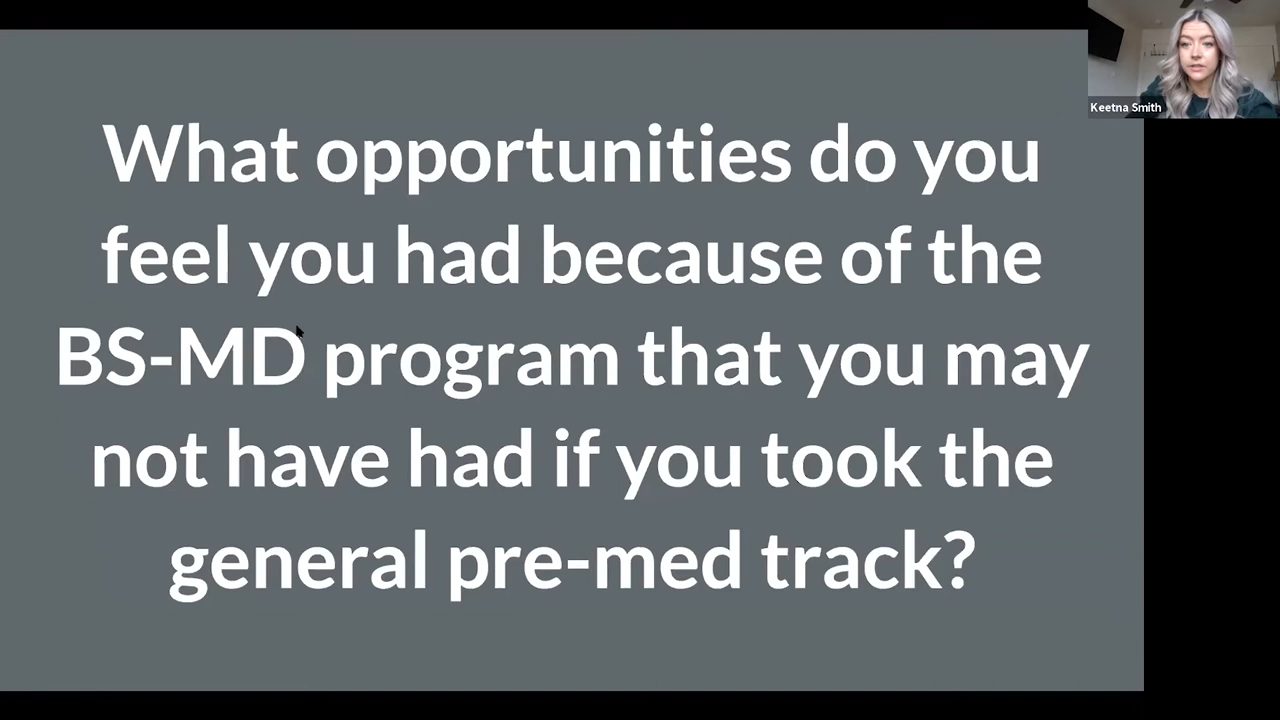 Keetna Smith
What opportunities do you
feel you had because of the
BS-MD program that you may
not have had if you took the
general pre-med track?